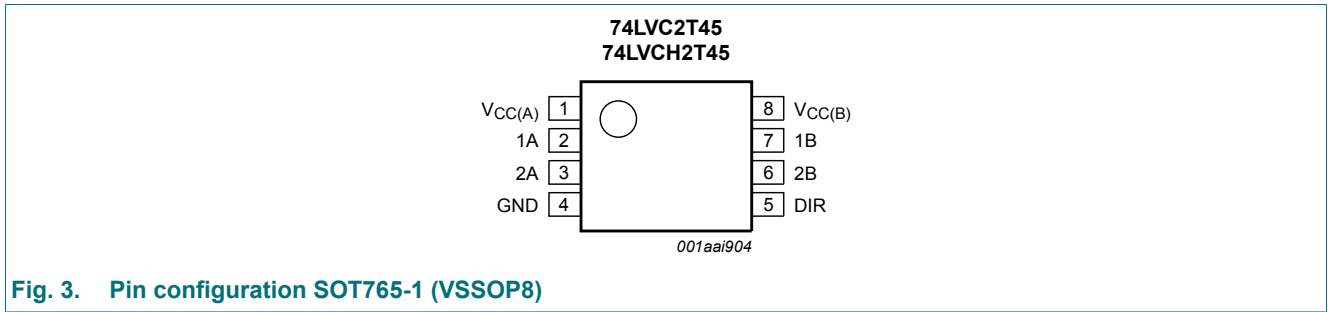 74LVC2T45
74LVCH2T45
VCC(A) 1 8 VCC(B)
1A 2 7 1B
2A 3 6 2B
GND 4 5 DIR
001aai904
Fig. 3. Pin configuration SOT765-1 (VSSOP8)